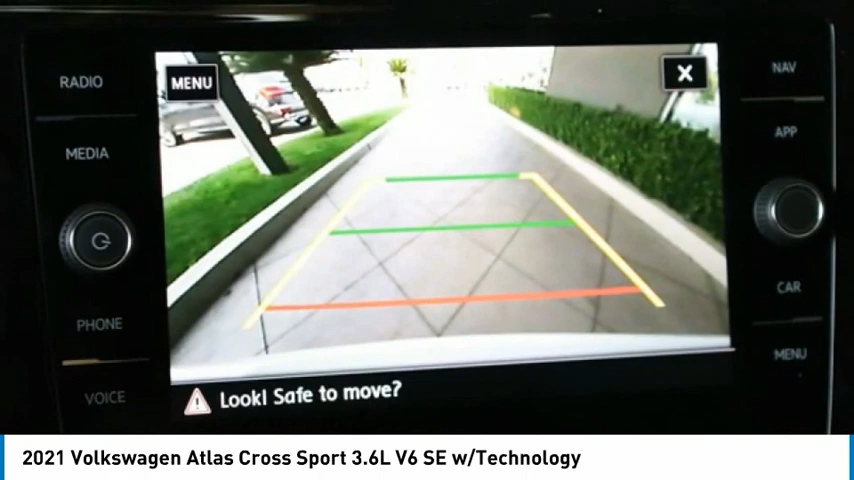 RADIO
MENU
X
NAV
MEDIA
APP
PHONE
CAR
VOICE
MENU
Look! Safe to move?
2021 Volkswagen Atlas Cross Sport 3.6L V6 SE w/Technology